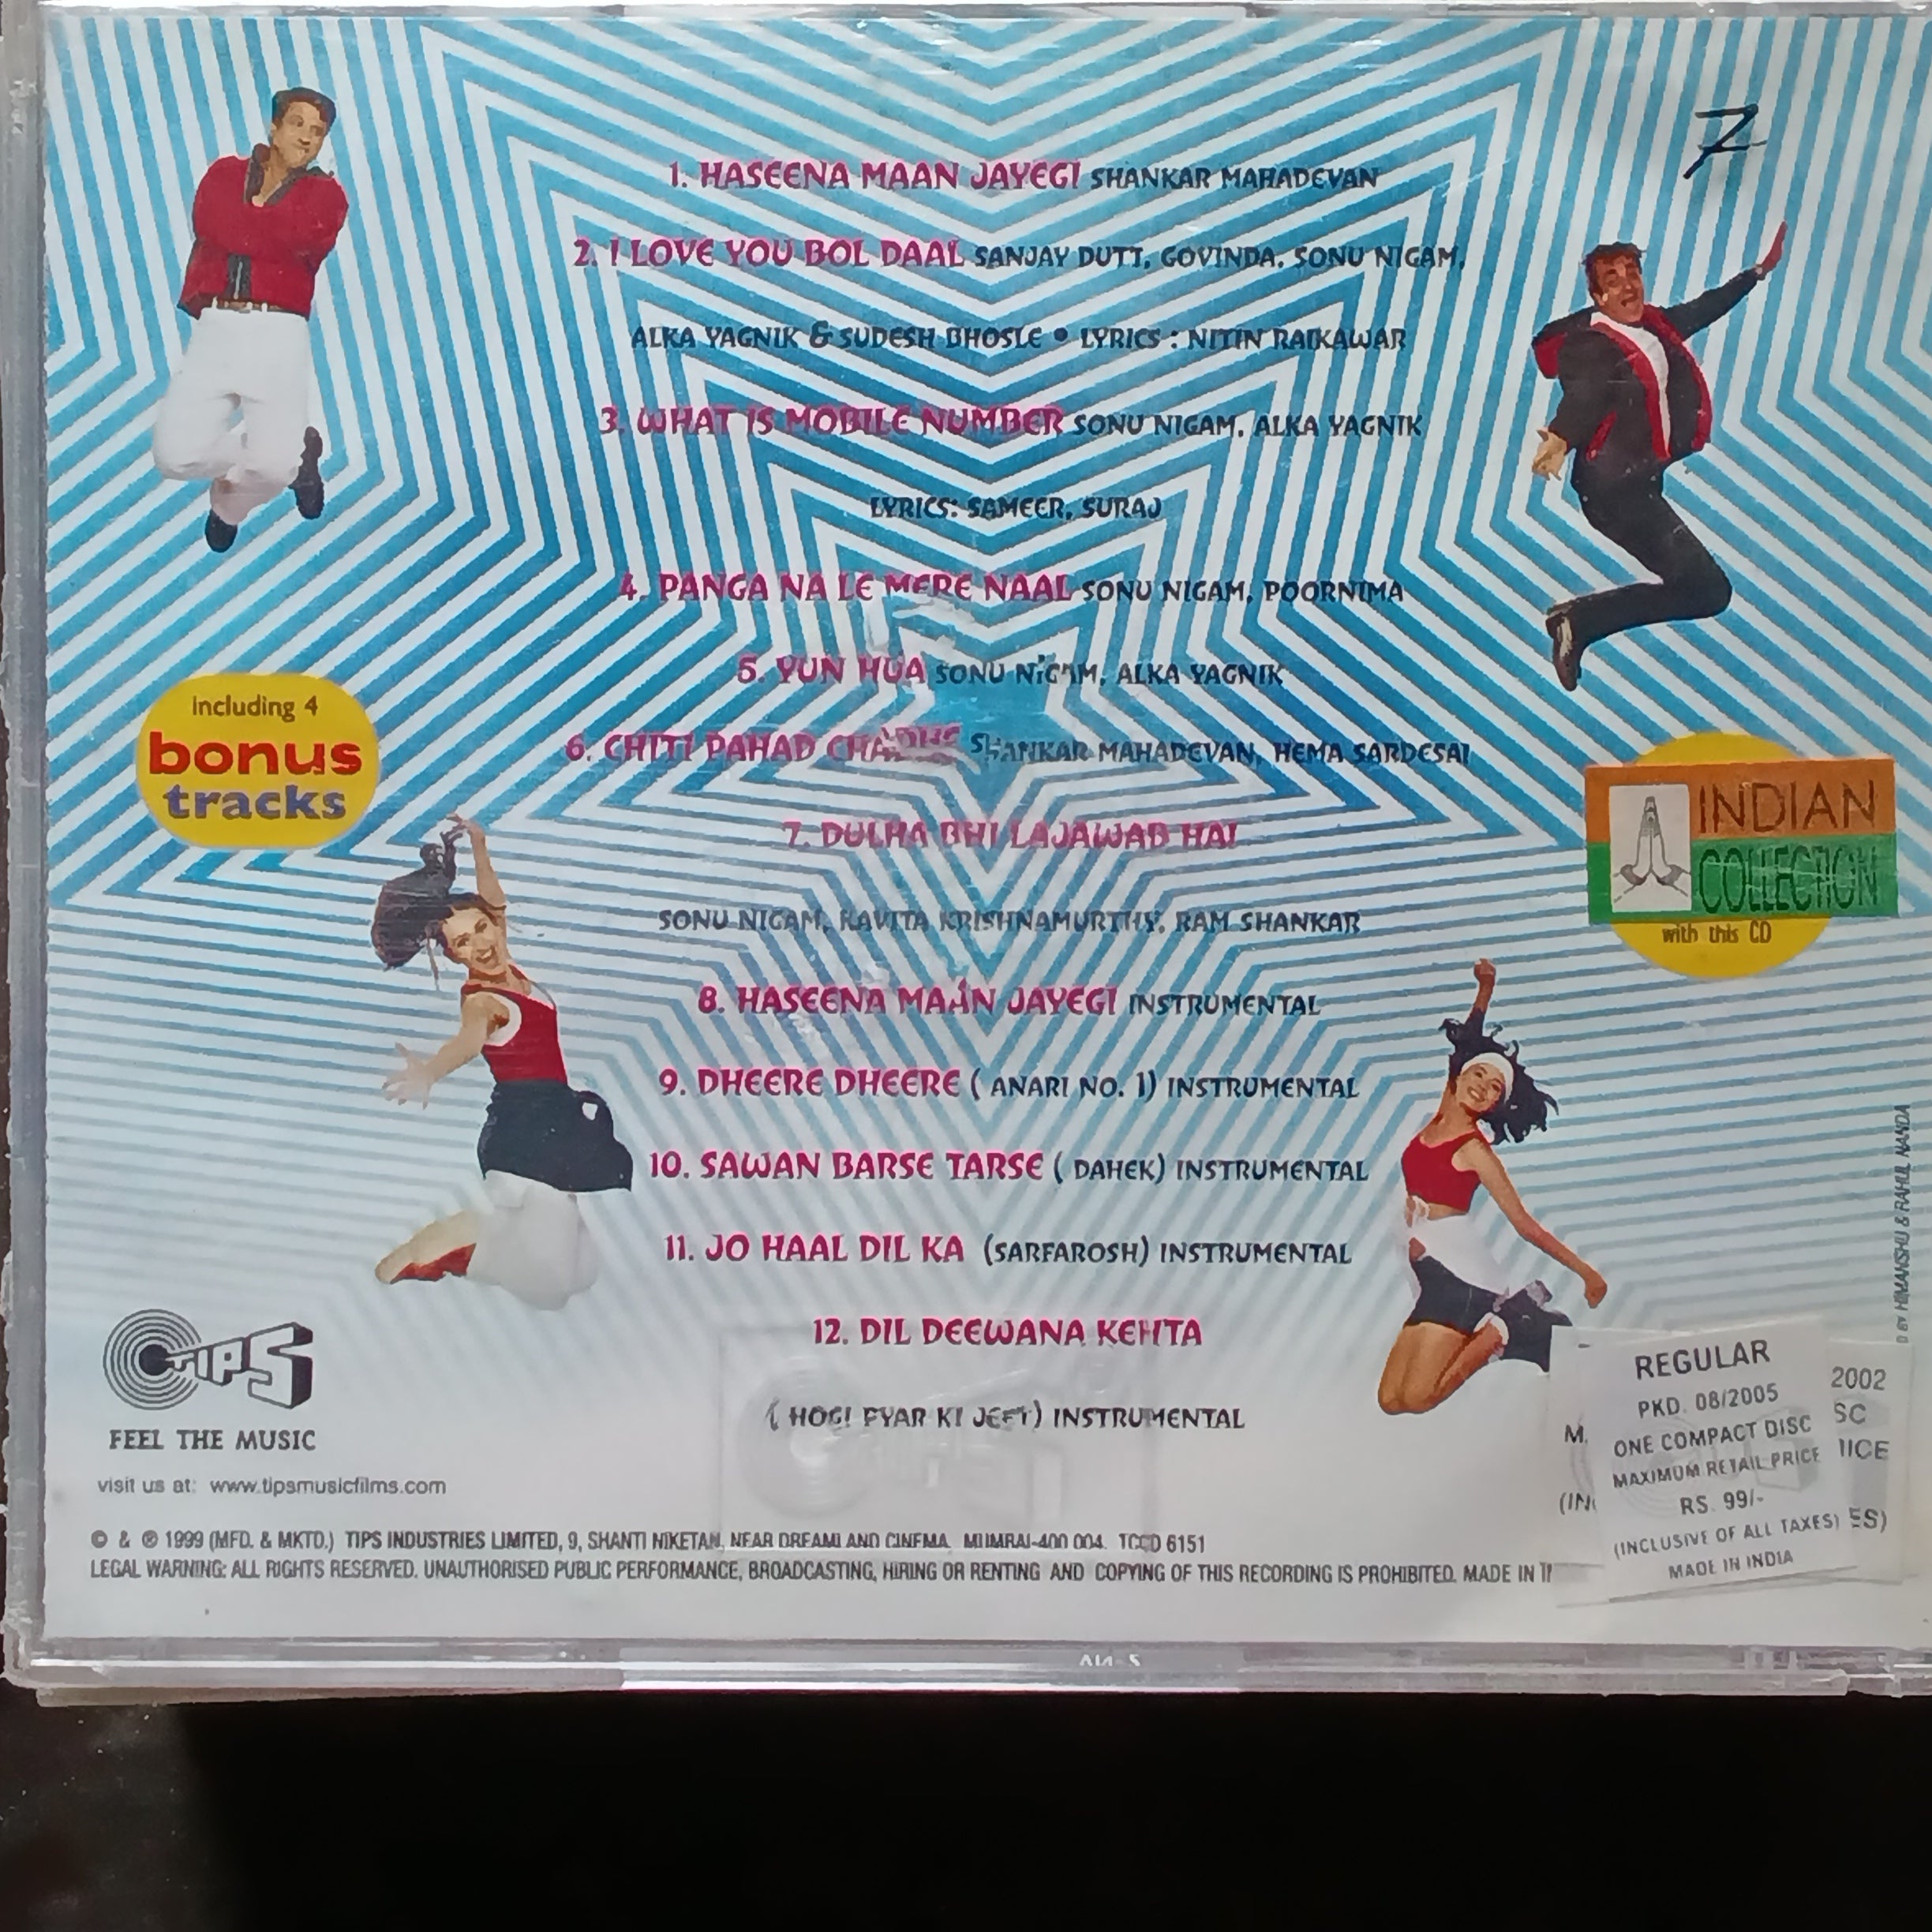 7
1. HASEENA MAAN JAYEGI SHANKAR MAHADEVAN
2. I LOVE YOU BOL DAAL SANJAY DUTT, GOVINDA, SONU NIGAM,
ALKA YAGNIK & SUDESH BHOSLE • LYRICS : NITIN RAIKAWAR
3. WHAT IS MOBILE NUMBER SONU NIGAM, ALKA YAGNIK
LYRICS: SAMEER, SURAJ
4. PANGA NA LE MERE NAAL SONU NIGAM, POORNIMA
5. YUN HUA SONU NIGAM, ALKA YAGNIK
6. CHITI PAHAD SHANKAR MAHADEVAN, HEMA SARDESAI
7. DULHA BHI LAJAWAB HAI
SONU NIGAM, KAVITA KRISHNAMURTHY, RAM SHANKAR
8. HASEENA MAAN JAYEGI INSTRUMENTAL
9. DHEERE DHEERE ( ANARI NO. 1) INSTRUMENTAL
10. SAWAN BARSE TARSE ( DAHEK) INSTRUMENTAL
11. JO HAAL DIL KA (SARFAROSH) INSTRUMENTAL
12. DIL DEEWANA KEHTA
( HOGI PYAR KI JEET) INSTRUMENTAL
including 4
bonus
tracks
INDIAN
COLLECTION
with this CD
BY HIMANSHU & RAHUL NANDA
TIPS
FEEL THE MUSIC
visit us at: www.tipsmusicfilms.com
© & ℗ 1999 (MFD. & MKTD.) TIPS INDUSTRIES LIMITED, 9, SHANTI NIKETAN, NEAR DREAMLAND CINEMA, MUMBAI-400 004. TCCD 6151
LEGAL WARNING: ALL RIGHTS RESERVED. UNAUTHORISED PUBLIC PERFORMANCE, BROADCASTING, HIRING OR RENTING AND COPYING OF THIS RECORDING IS PROHIBITED. MADE IN
REGULAR
PKD. 08/2005
ONE COMPACT DISC
MAXIMUM RETAIL PRICE
RS. 99/-
(INCLUSIVE OF ALL TAXES)
MADE IN INDIA
2002